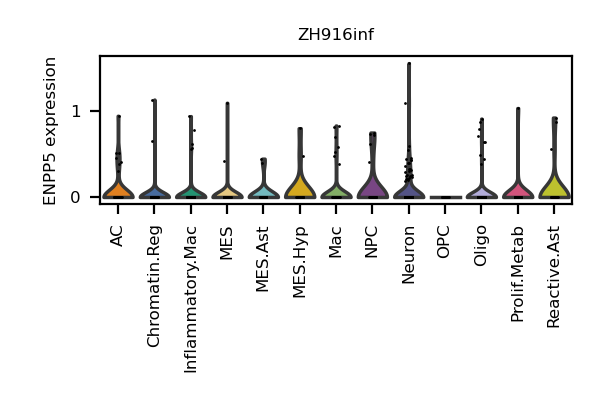 ZH916inf
ENPP5 expression
1
0
AC
Chromatin.Reg
Inflammatory.Mac
MES
MES.Ast
MES.Hyp
Mac
NPC
Neuron
OPC
Oligo
Prolif.Metab
Reactive.Ast